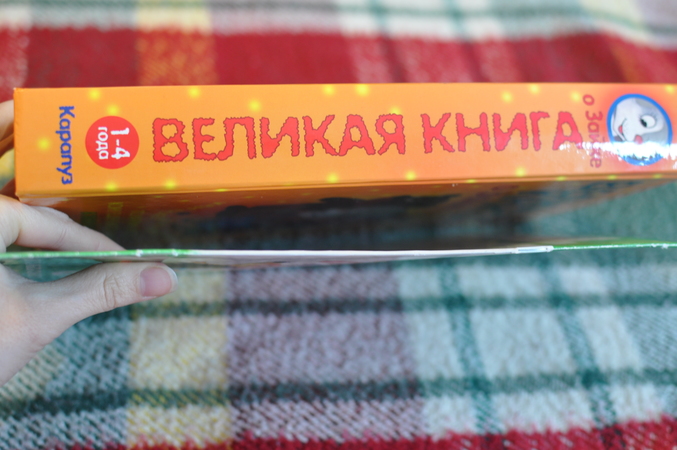 Карапуз
1-4
года
ВЕЛИКАЯ КНИГА
о Зайке